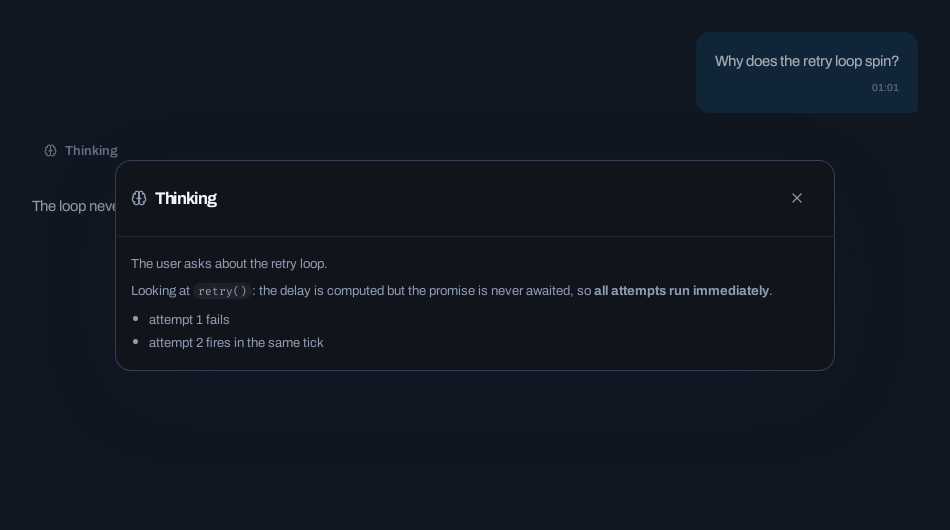 Why does the retry loop spin?
01:01
Thinking
The loop neve
Thinking
The user asks about the retry loop.
Looking at retry(): the delay is computed but the promise is never awaited, so all attempts run immediately.
attempt 1 fails
attempt 2 fires in the same tick